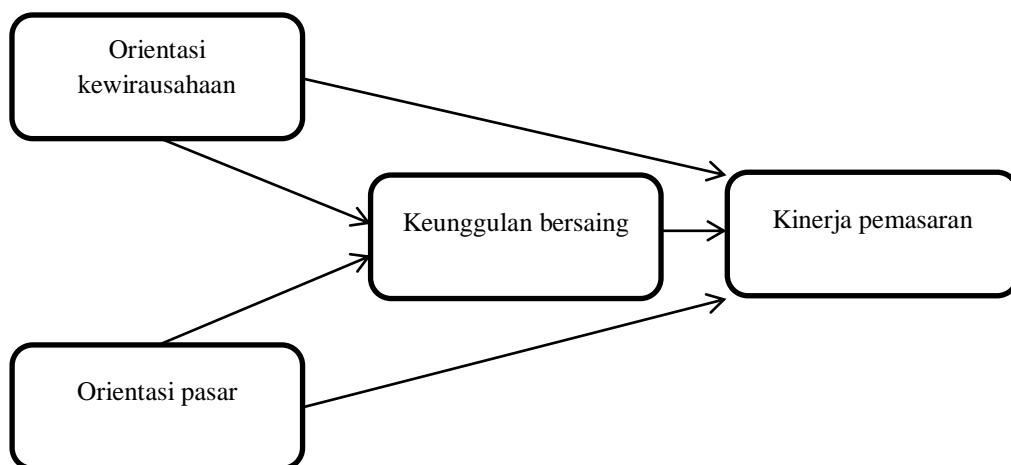 Orientasi
kewirausahaan
Keunggulan bersaing
Kinerja pemasaran
Orientasi pasar